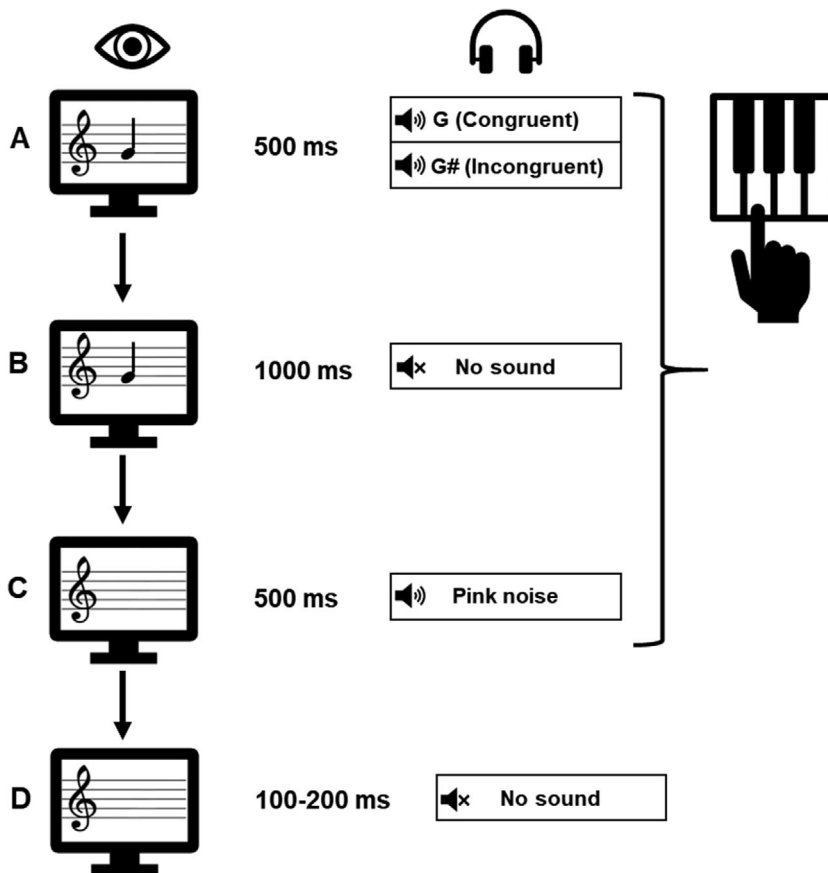 A
500 ms
G (Congruent)
G# (Incongruent)
B
1000 ms
No sound
C
500 ms
Pink noise
D
100-200 ms
No sound